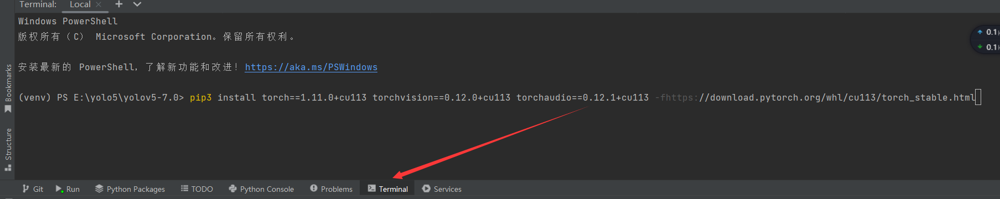 Terminal: Local × + 
Windows PowerShell
版权所有（C） Microsoft Corporation。保留所有权利。
安装最新的 PowerShell，了解新功能和改进！https://aka.ms/PSWindows
(venv) PS E:\yolo5\yolov5-7.0> pip3 install torch==1.11.0+cu113 torchvision==0.12.0+cu113 torchaudio==0.12.1+cu113 -fhttps://download.pytorch.org/whl/cu113/torch_stable.html
0.1
0.1
Bookmarks
Structure
Git Run Python Packages TODO Python Console Problems Terminal Services